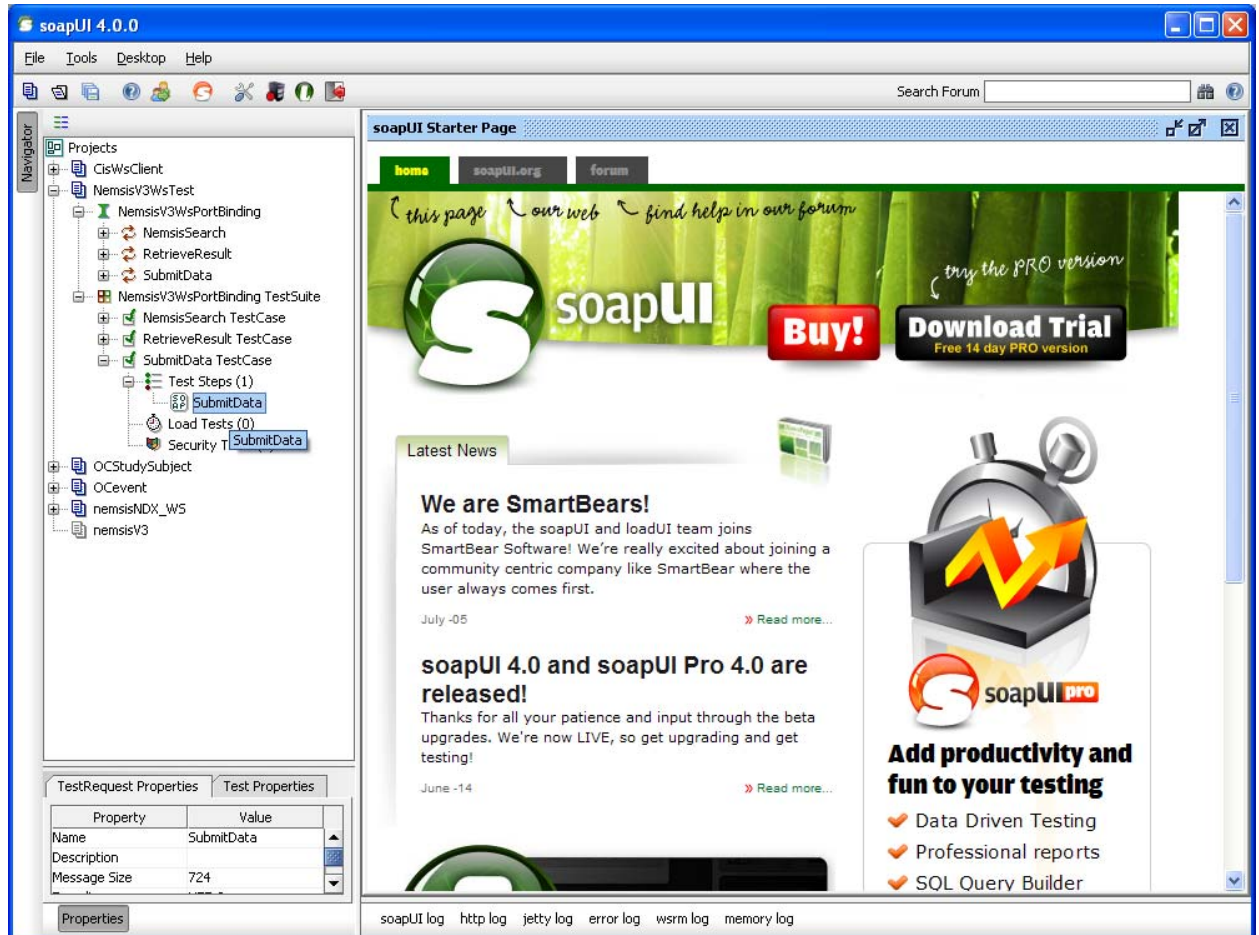 soapUI 4.0.0
File Tools Desktop Help
Search Forum
Navigator
Projects
CisWsClient
NemsisV3WsTest
NemsisV3WsPortBinding
NemsisSearch
RetrieveResult
SubmitData
NemsisV3WsPortBinding TestSuite
NemsisSearch TestCase
RetrieveResult TestCase
SubmitData TestCase
Test Steps (1)
SubmitData
Load Tests (0)
Security T
SubmitData
OCStudySubject
OCevent
nemsisNDX_WS
nemsisV3
TestRequest Properties Test Properties
Property Value
Name SubmitData
Description
Message Size 724
Properties
soapUI Starter Page
home soapUI.org forum
this page our web find help in our forum
try the PRO version
soapUI
Buy!
Download Trial
Free 14 day PRO version
Latest News
We are SmartBears!
As of today, the soapUI and loadUI team joins
SmartBear Software! We're really excited about joining a
community centric company like SmartBear where the
user always comes first.
July -05 » Read more...
soapUI 4.0 and soapUI Pro 4.0 are
released!
Thanks for all your patience and input through the beta
upgrades. We're now LIVE, so get upgrading and get
testing!
June -14 » Read more...
soapUI pro
Add productivity and
fun to your testing
Data Driven Testing
Professional reports
SQL Query Builder
soapUI log http log jetty log error log wsrm log memory log